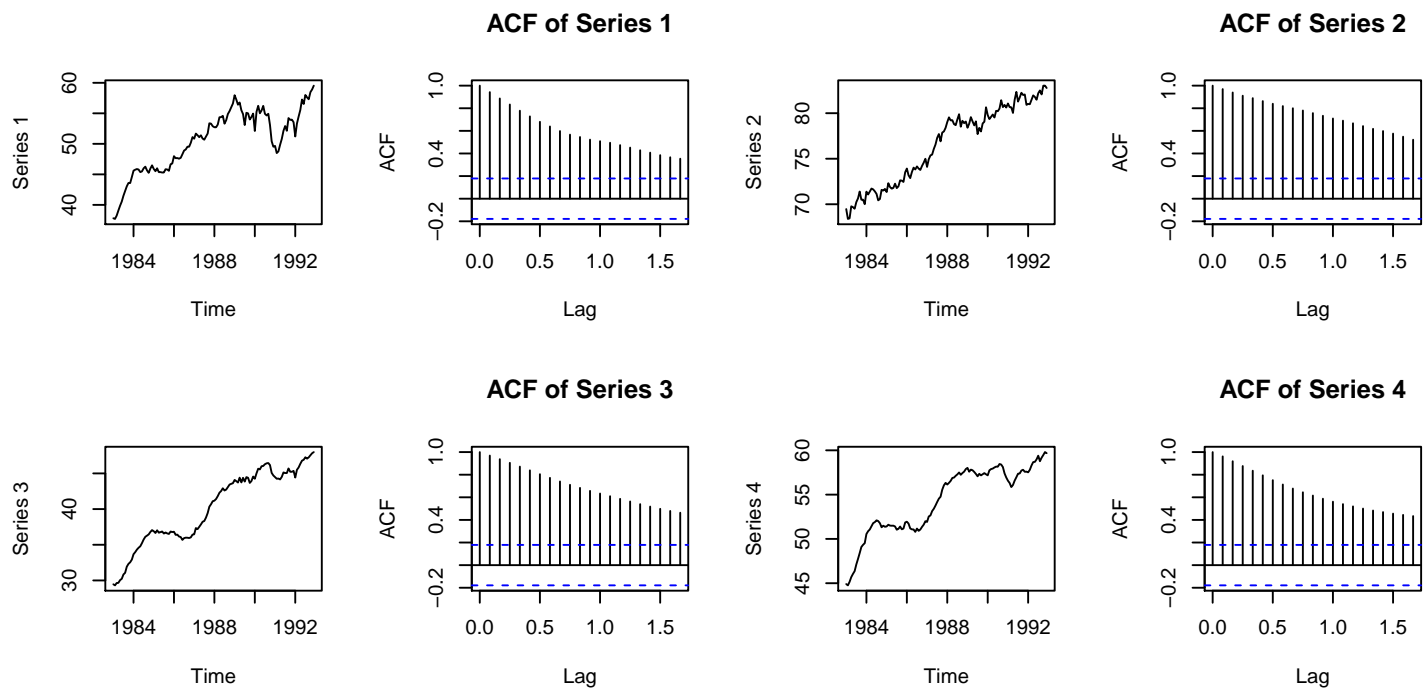 ACF of Series 1
ACF of Series 2
Series 1
40 50 60
1984 1988 1992
Time
ACF
-0.2 0.4 1.0
0.0 0.5 1.0 1.5
Lag
Series 2
70 75 80
1984 1988 1992
Time
ACF
-0.2 0.4 1.0
0.0 0.5 1.0 1.5
Lag
ACF of Series 3
ACF of Series 4
Series 3
30 40
1984 1988 1992
Time
ACF
-0.2 0.4 1.0
0.0 0.5 1.0 1.5
Lag
Series 4
45 50 55 60
1984 1988 1992
Time
ACF
-0.2 0.4 1.0
0.0 0.5 1.0 1.5
Lag